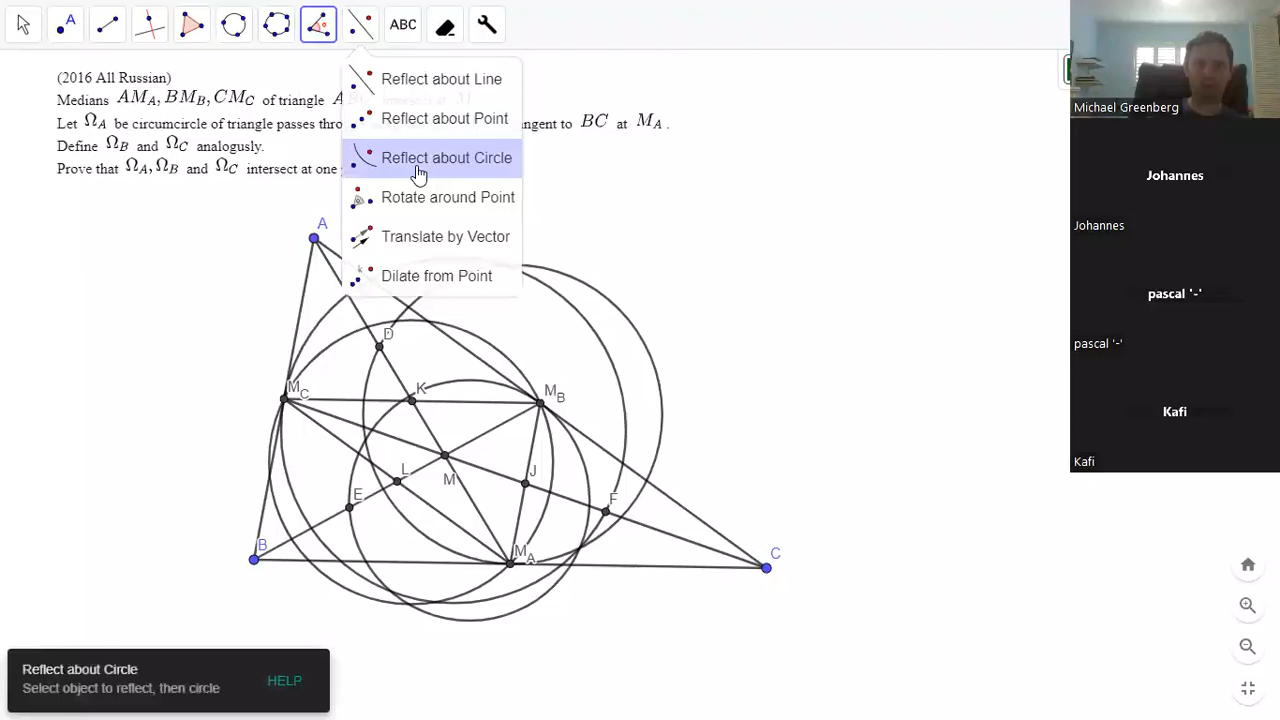 ABC
(2016 All Russian)
Medians AM_A, BM_B, CM_C of triangle
Let Ω_A be circumcircle of triangle passes thro angent to BC at M_A .
Define Ω_B and Ω_C analogously.
Prove that Ω_A, Ω_B and Ω_C intersect at one
Reflect about Line
Reflect about Point
Reflect about Circle
Rotate around Point
Translate by Vector
Dilate from Point
A
D
M_C
K
M_B
L
M
J
E
F
B
M_A
C
Reflect about Circle
Select object to reflect, then circle
HELP
Michael Greenberg
Johannes
Johannes
pascal '-'
pascal '-'
Kafi
Kafi